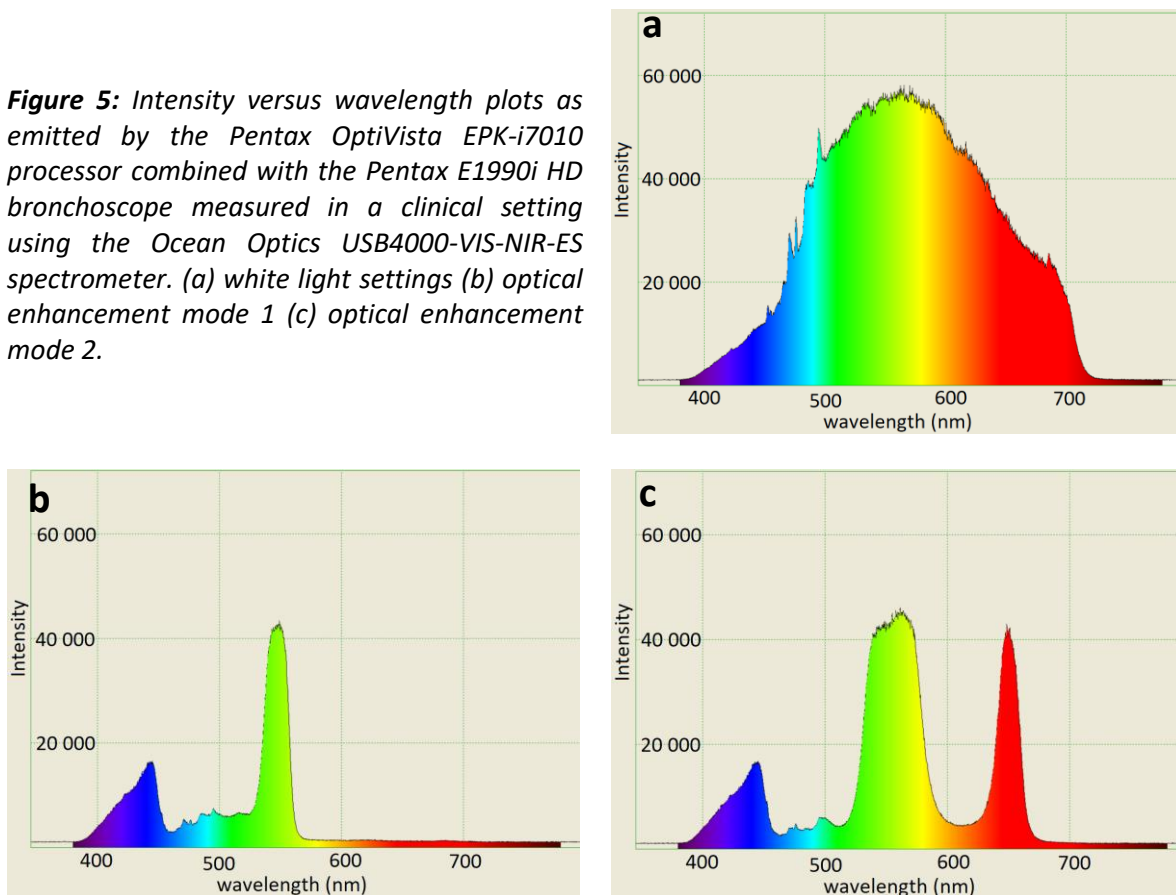 Figure 5: Intensity versus wavelength plots as
emitted by the Pentax OptiVista EPK-i7010
processor combined with the Pentax E1990i HD
bronchoscope measured in a clinical setting
using the Ocean Optics USB4000-VIS-NIR-ES
spectrometer. (a) white light settings (b) optical
enhancement mode 1 (c) optical enhancement
mode 2.
a
60 000
40 000
20 000
Intensity
400 500 600 700
wavelength (nm)
b
60 000
40 000
20 000
Intensity
400 500 600 700
wavelength (nm)
c
60 000
40 000
20 000
Intensity
400 500 600 700
wavelength (nm)